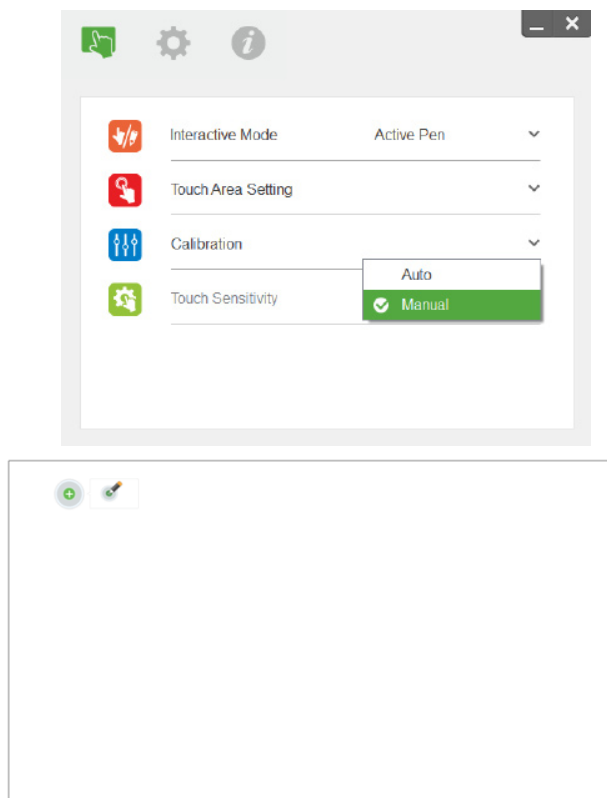 Interactive Mode Active Pen
Touch Area Setting
Calibration
Auto
Touch Sensitivity
Manual